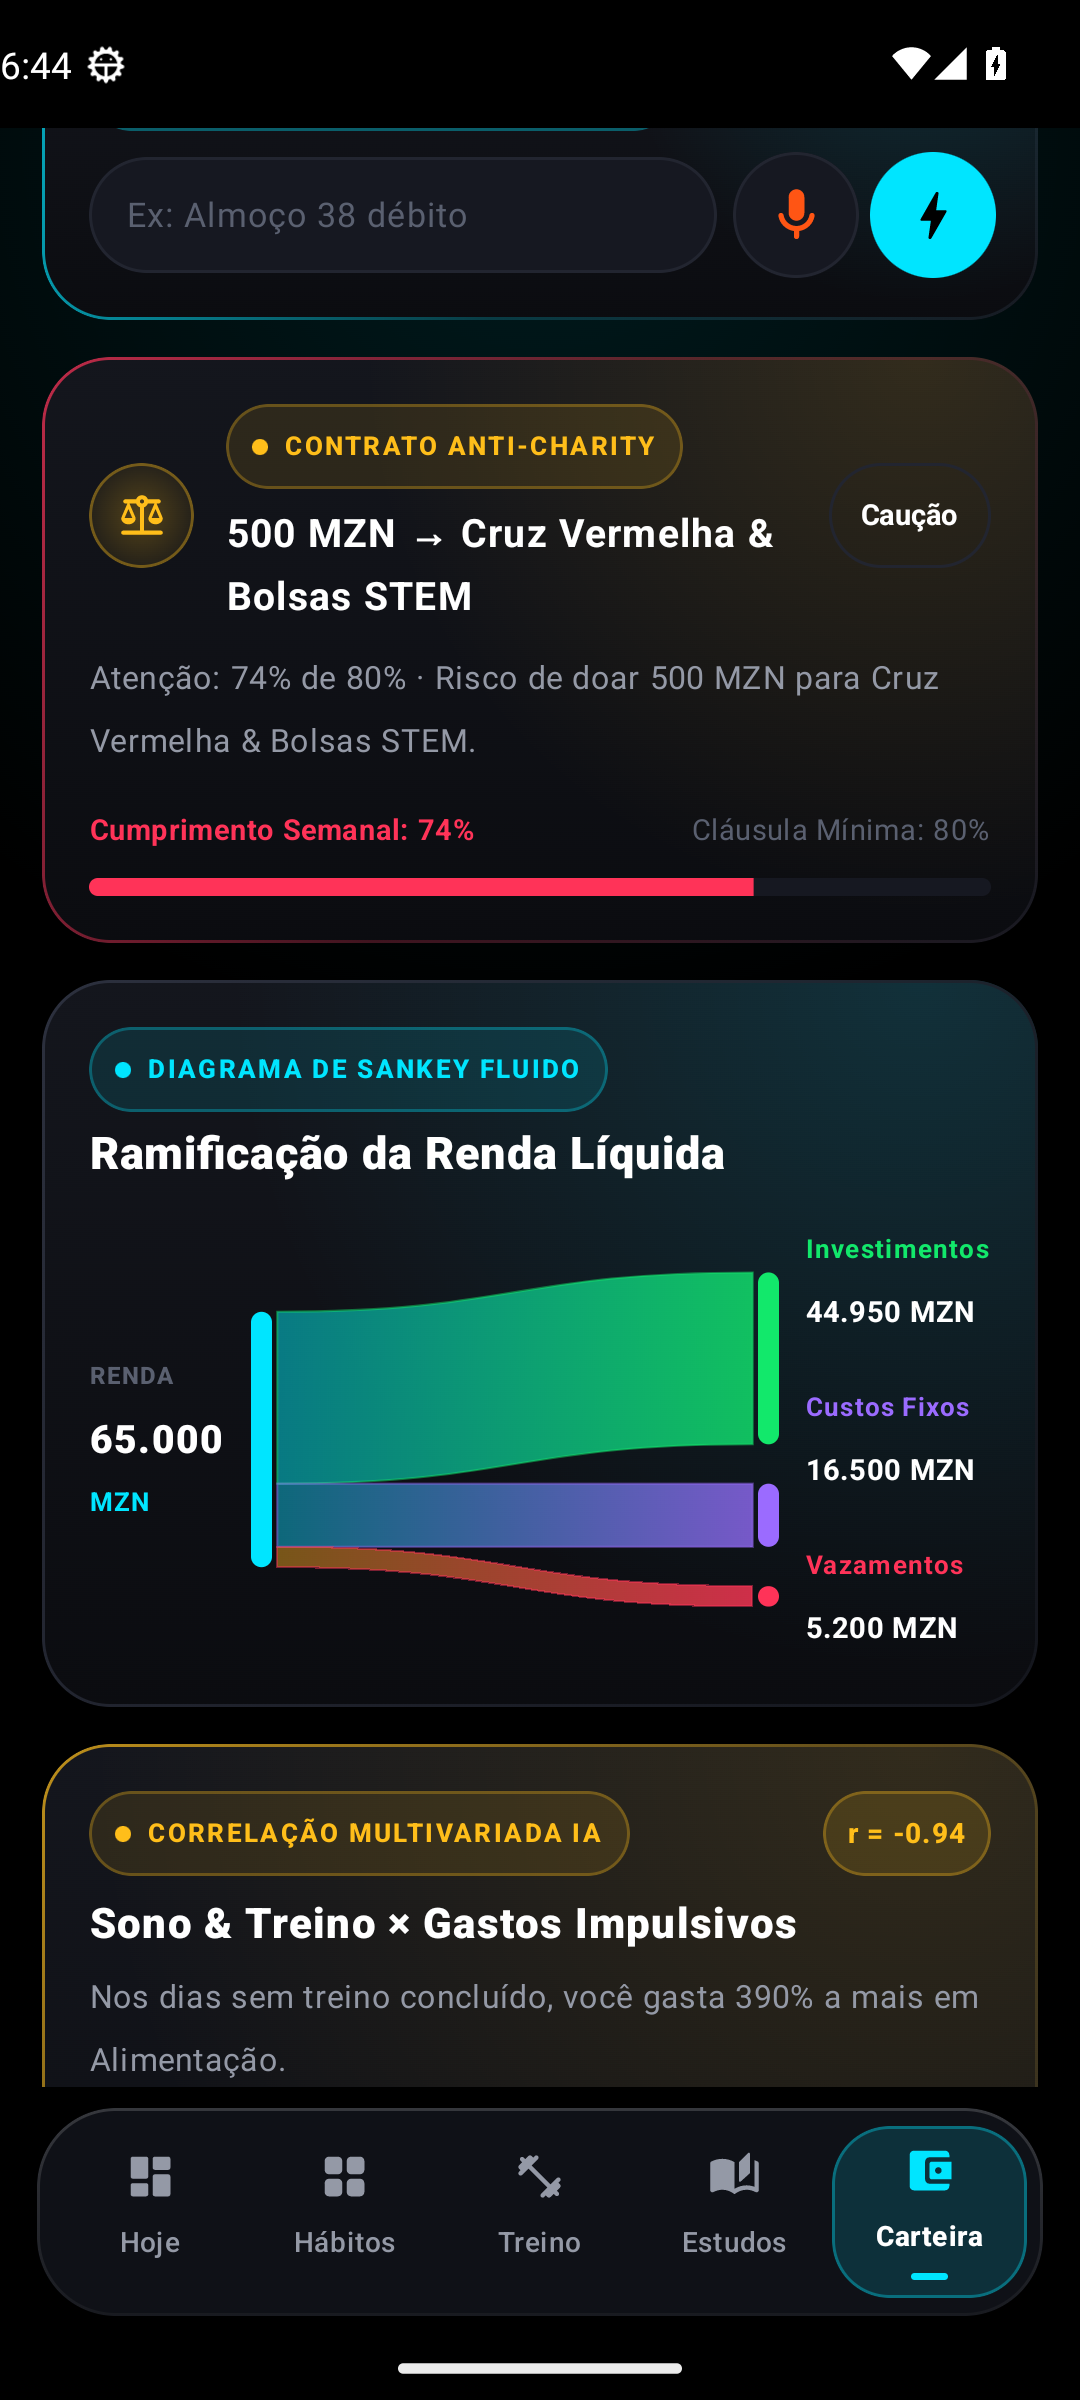 6:44
Ex: Almoço 38 débito
CONTRATO ANTI-CHARITY
500 MZN → Cruz Vermelha &
Bolsas STEM
Caução
Atenção: 74% de 80% · Risco de doar 500 MZN para Cruz
Vermelha & Bolsas STEM.
Cumprimento Semanal: 74%
Cláusula Mínima: 80%
DIAGRAMA DE SANKEY FLUIDO
Ramificação da Renda Líquida
RENDA
65.000
MZN
Investimentos
44.950 MZN
Custos Fixos
16.500 MZN
Vazamentos
5.200 MZN
CORRELAÇÃO MULTIVARIADA IA
r = -0.94
Sono & Treino × Gastos Impulsivos
Nos dias sem treino concluído, você gasta 390% a mais em
Alimentação.
Hoje
Hábitos
Treino
Estudos
Carteira